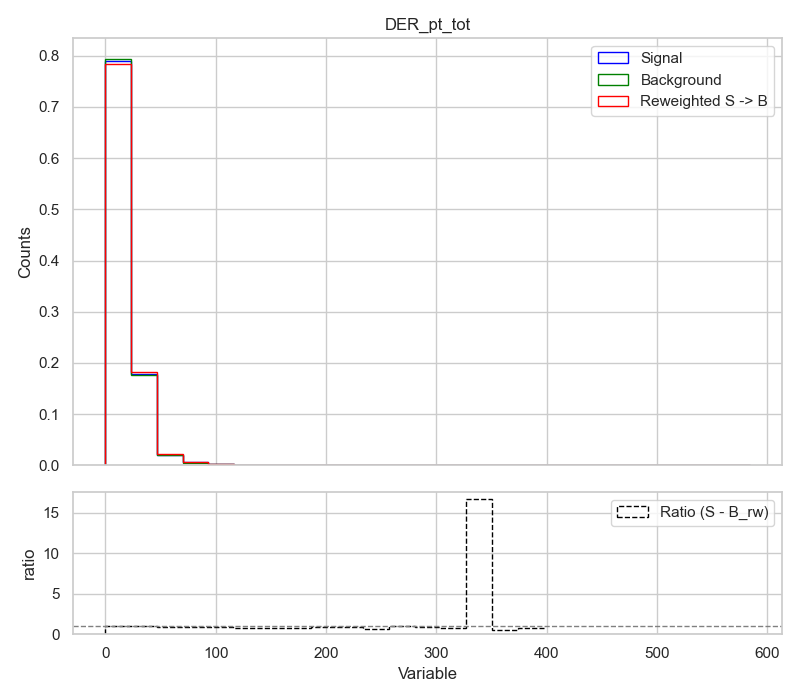 DER_pt_tot
Counts
0.8
0.7
0.6
0.5
0.4
0.3
0.2
0.1
0.0
Signal
Background
Reweighted S -> B
ratio
15
10
5
0
Ratio (S - B_rw)
0 100 200 300 400 500 600
Variable